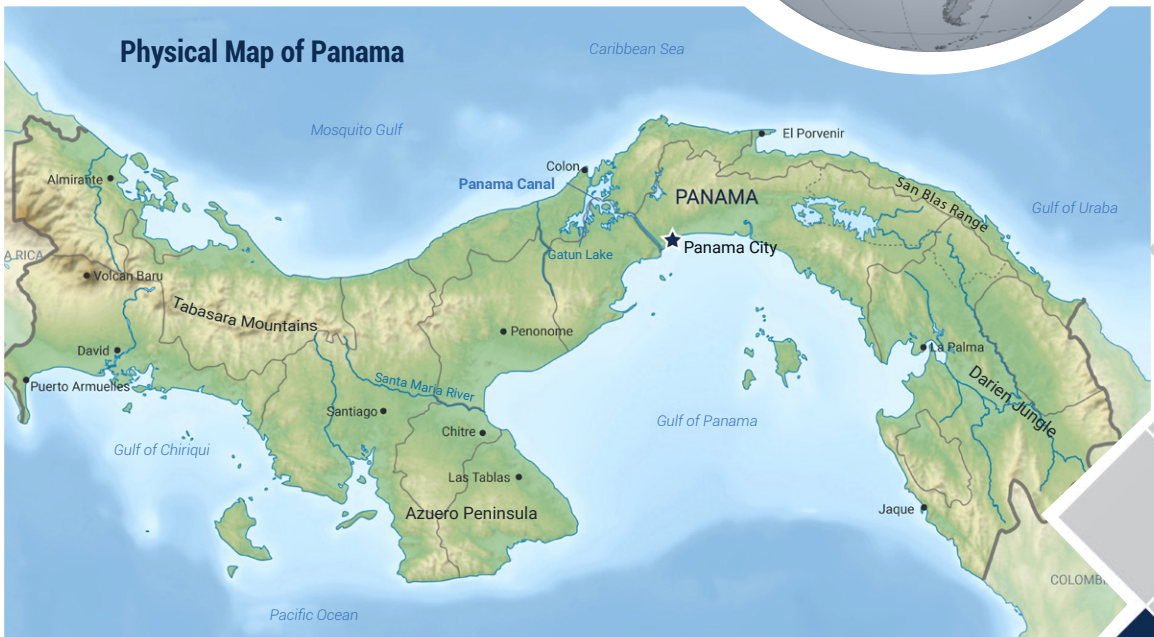 Physical Map of Panama
Caribbean Sea
Mosquito Gulf
El Porvenir
Colon
Almirante
Panama Canal
PANAMA
San Blas Range
Gulf of Uraba
A RICA
Panama City
Gatun Lake
Volcan Baru
Tabasara Mountains
Penonome
David
La Palma
Puerto Armuelles
Santa Maria River
Darien Jungle
Santiago
Gulf of Panama
Chitre
Gulf of Chiriqui
Las Tablas
Azuero Peninsula
Jaque
COLOMB
Pacific Ocean